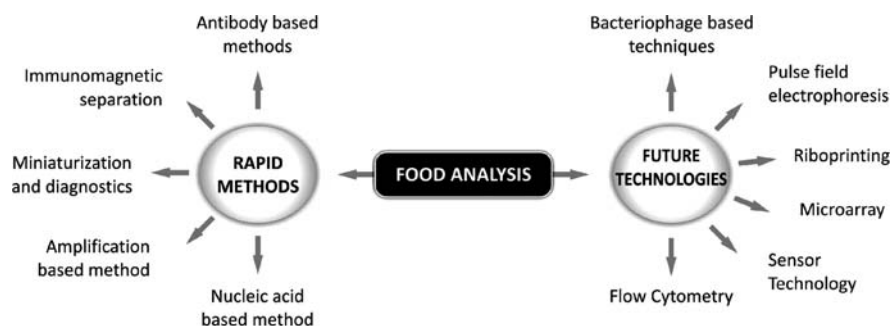 Antibody based
methods
Immunomagnetic
separation
Miniaturization
and diagnostics
Amplification
based method
Nucleic acid
based method
RAPID
METHODS
FOOD ANALYSIS
FUTURE
TECHNOLOGIES
Bacteriophage based
techniques
Pulse field
electrophoresis
Riboprinting
Microarray
Sensor
Technology
Flow Cytometry